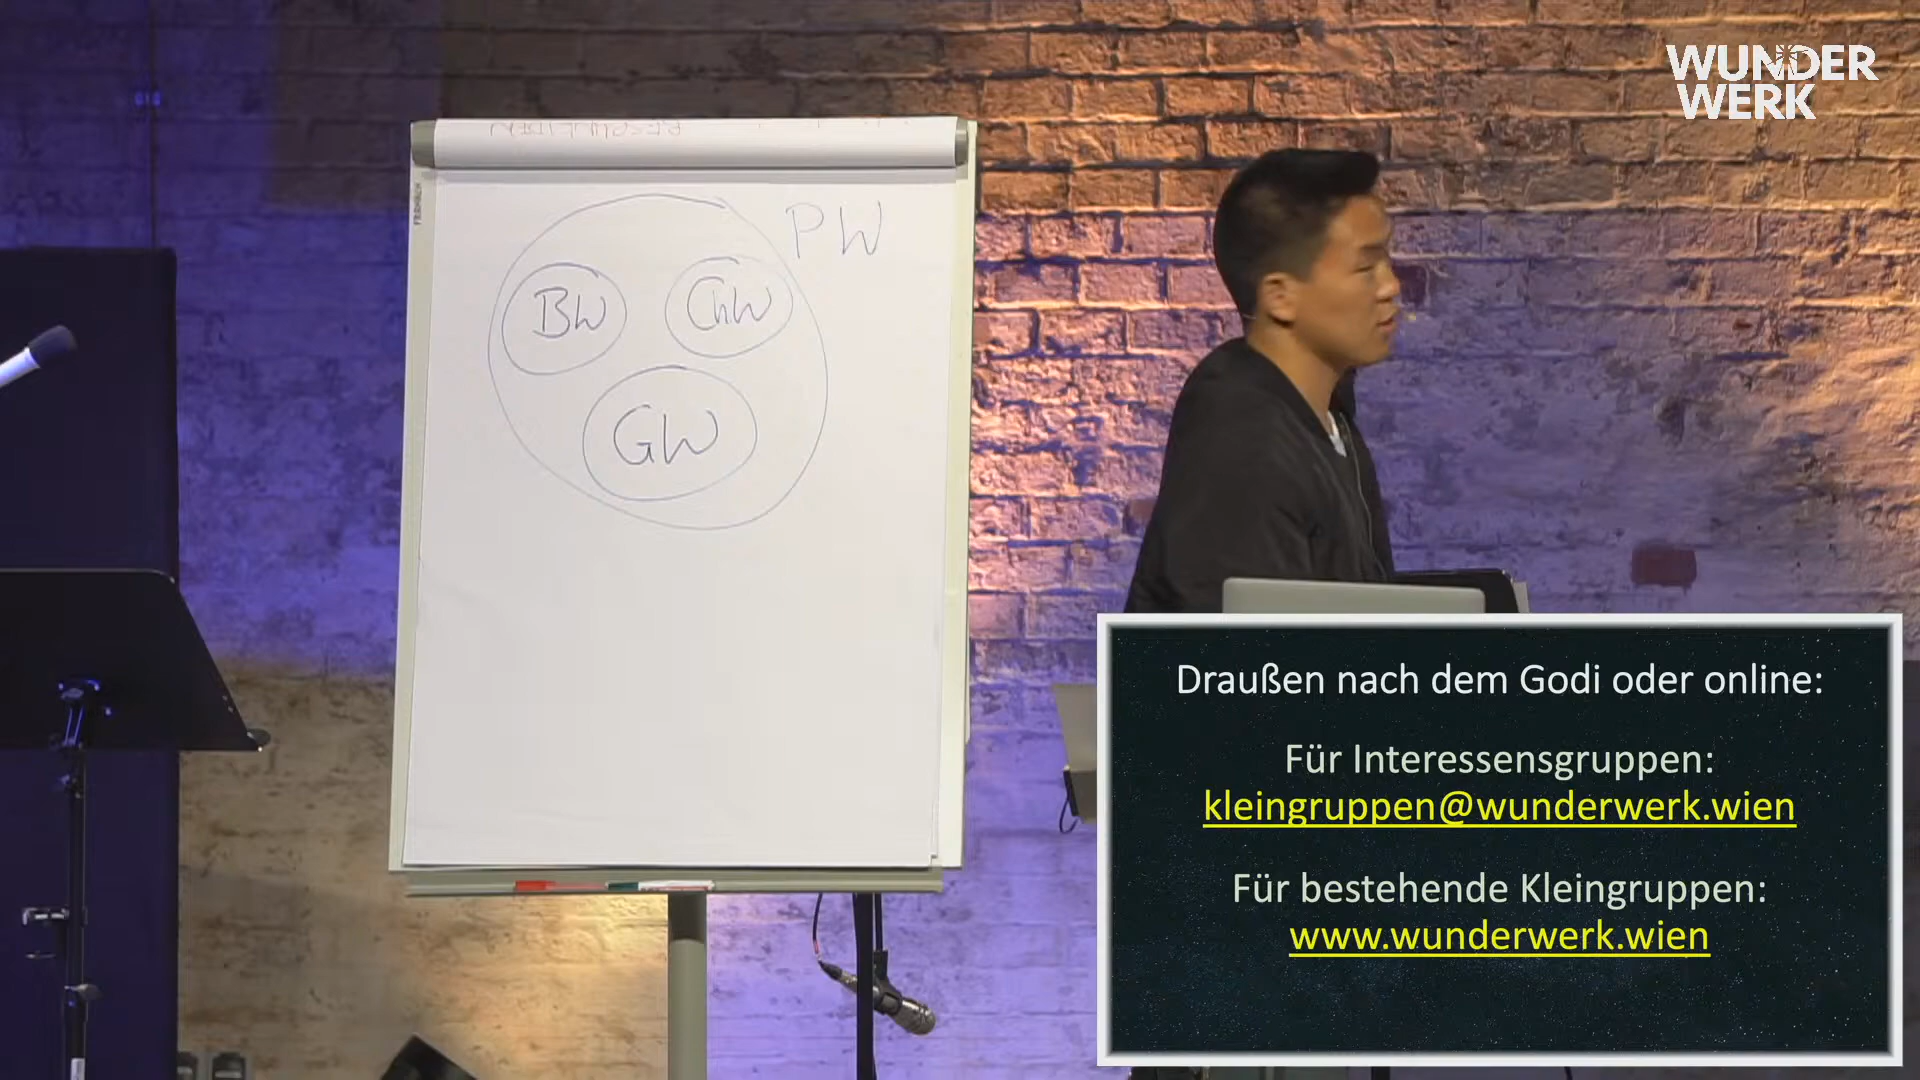 WUNDER
WERK
PW
BW
ChW
GW
Draußen nach dem Godi oder online:
Für Interessensgruppen:
kleingruppen@wunderwerk.wien
Für bestehende Kleingruppen:
www.wunderwerk.wien